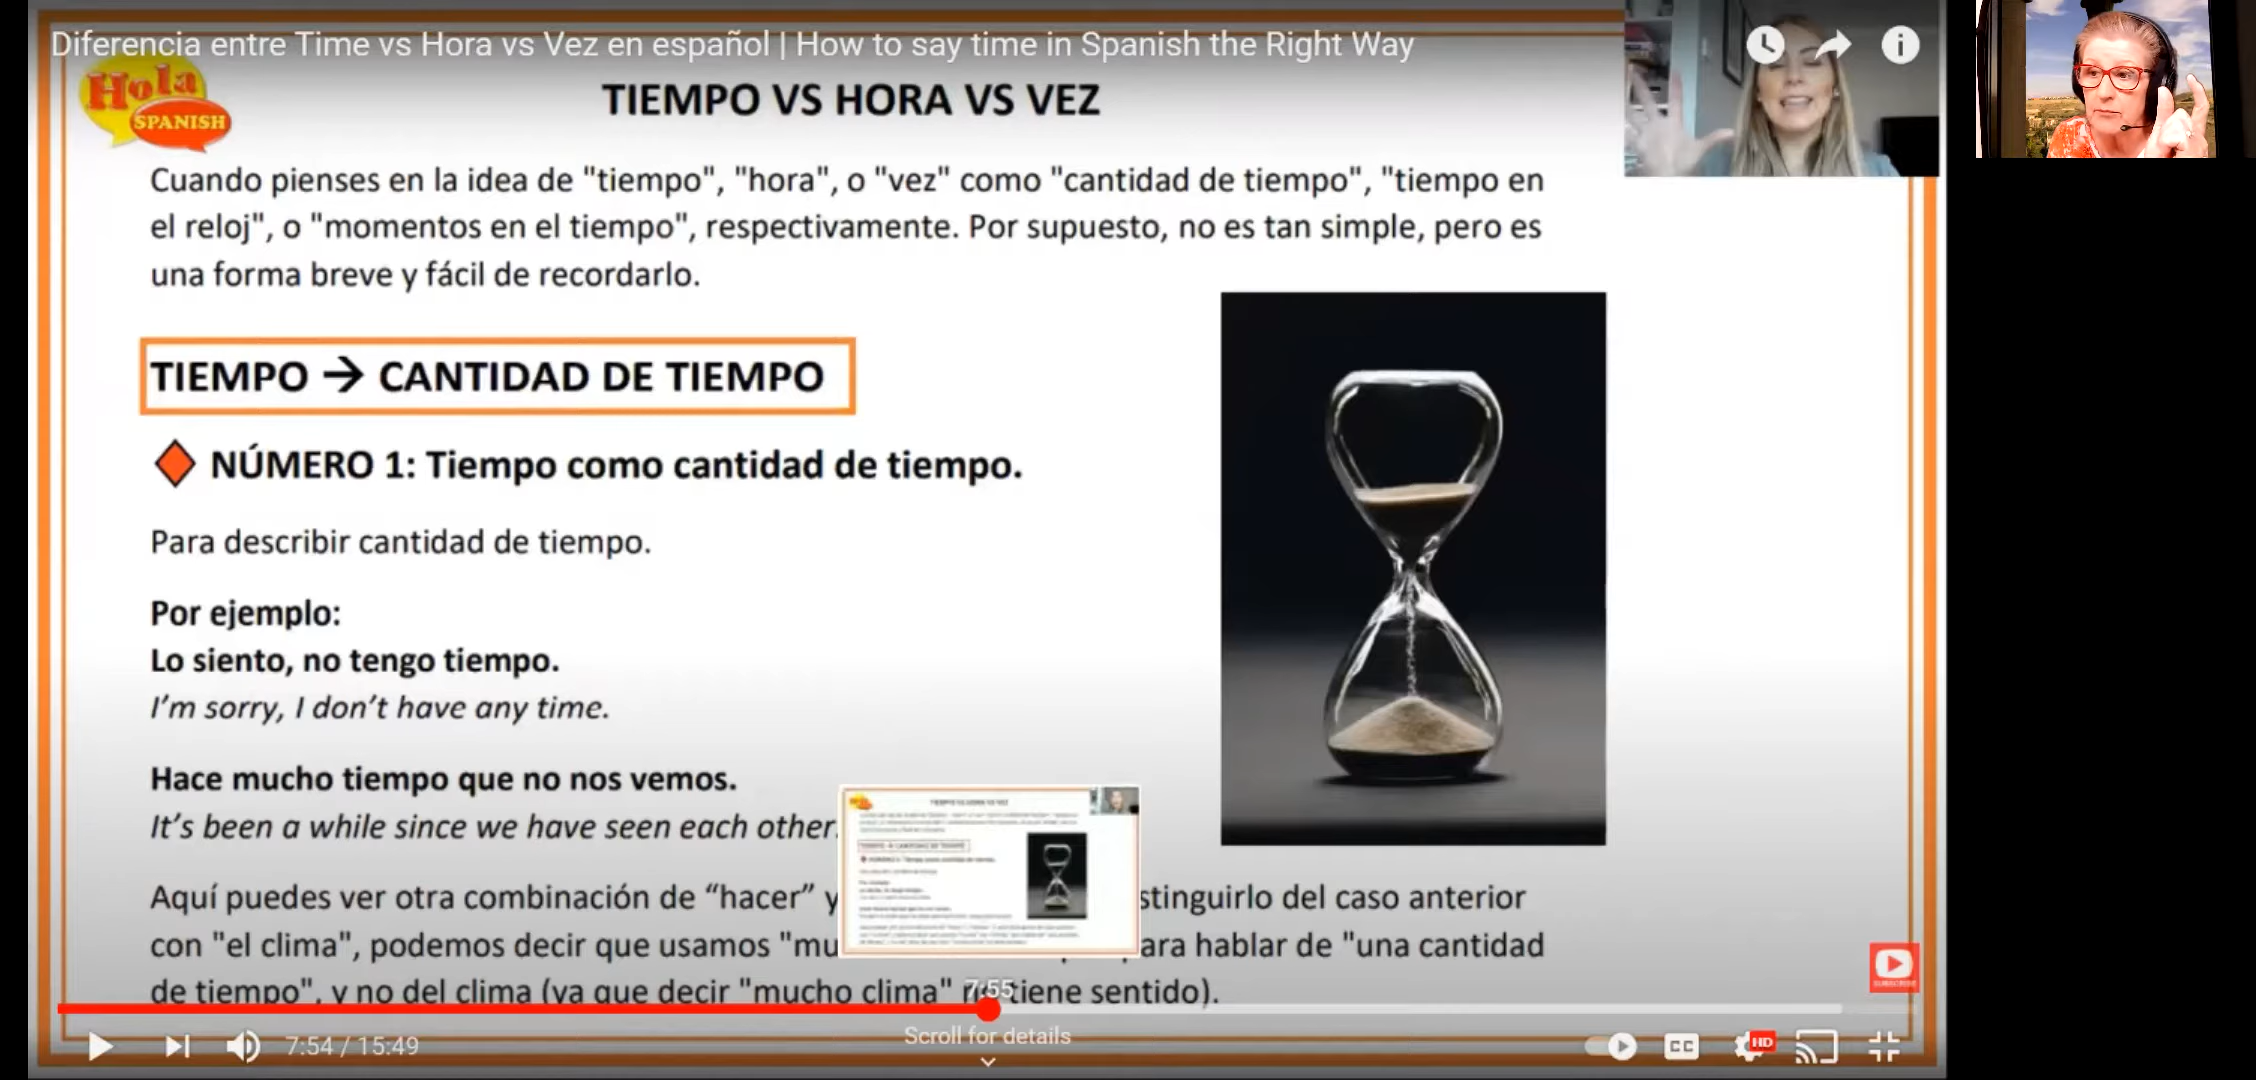 Diferencia entre Time vs Hora vs Vez en español | How to say time in Spanish the Right Way
Hola
SPANISH
TIEMPO VS HORA VS VEZ
Cuando pienses en la idea de "tiempo", "hora", o "vez" como "cantidad de tiempo", "tiempo en
el reloj", o "momentos en el tiempo", respectivamente. Por supuesto, no es tan simple, pero es
una forma breve y fácil de recordarlo.
TIEMPO → CANTIDAD DE TIEMPO
NÚMERO 1: Tiempo como cantidad de tiempo.
Para describir cantidad de tiempo.
Por ejemplo:
Lo siento, no tengo tiempo.
I'm sorry, I don't have any time.
Hace mucho tiempo que no nos vemos.
It's been a while since we have seen each other.
Aquí puedes ver otra combinación de “hacer” y stinguirlo del caso anterior
con "el clima", podemos decir que usamos "mu ara hablar de "una cantidad
de tiempo", y no del clima (ya que decir "mucho clima" no tiene sentido).
7:55
SUBSCRIBE
7:54 / 15:49
Scroll for details
CC
HD